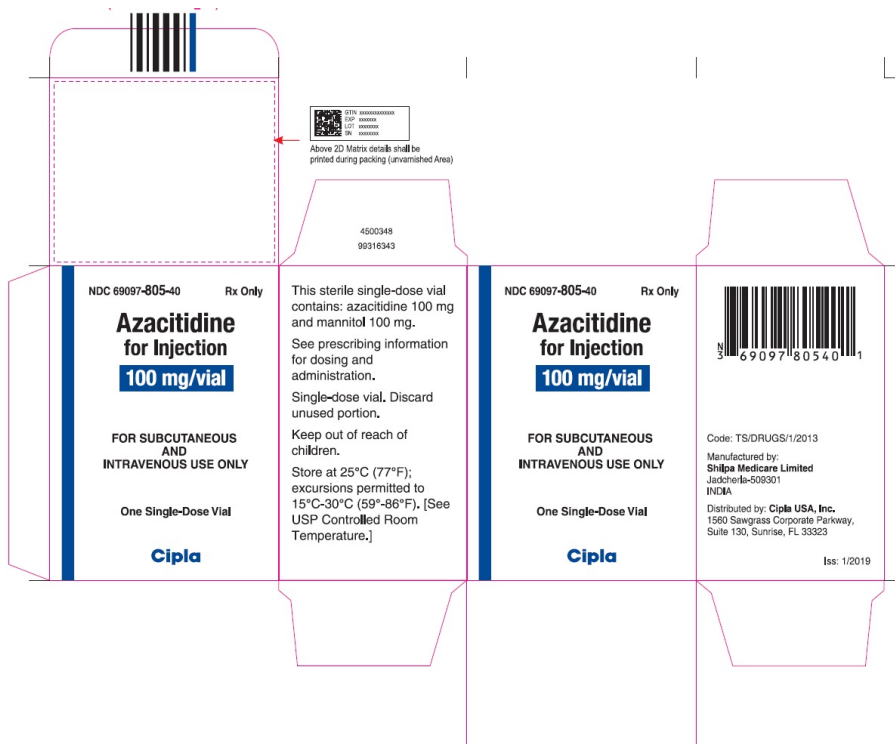 GTIN xxxxxxxxxxxxxx
EXP xxxxxxx
LOT xxxxxxxx
SN xxxxxxxx
Above 2D Matrix details shall be
printed during packing (unvarnished Area)
4500348
99316343
NDC 69097-805-40 Rx Only
Azacitidine
for Injection
100 mg/vial
FOR SUBCUTANEOUS
AND
INTRAVENOUS USE ONLY
One Single-Dose Vial
Cipla
This sterile single-dose vial
contains: azacitidine 100 mg
and mannitol 100 mg.
See prescribing information
for dosing and
administration.
Single-dose vial. Discard
unused portion.
Keep out of reach of
children.
Store at 25°C (77°F);
excursions permitted to
15°C-30°C (59°-86°F). [See
USP Controlled Room
Temperature.]
NDC 69097-805-40 Rx Only
Azacitidine
for Injection
100 mg/vial
FOR SUBCUTANEOUS
AND
INTRAVENOUS USE ONLY
One Single-Dose Vial
Cipla
N
3 69097 80540 1
Code: TS/DRUGS/1/2013
Manufactured by:
Shilpa Medicare Limited
Jadcherla-509301
INDIA
Distributed by: Cipla USA, Inc.
1560 Sawgrass Corporate Parkway,
Suite 130, Sunrise, FL 33323
Iss: 1/2019